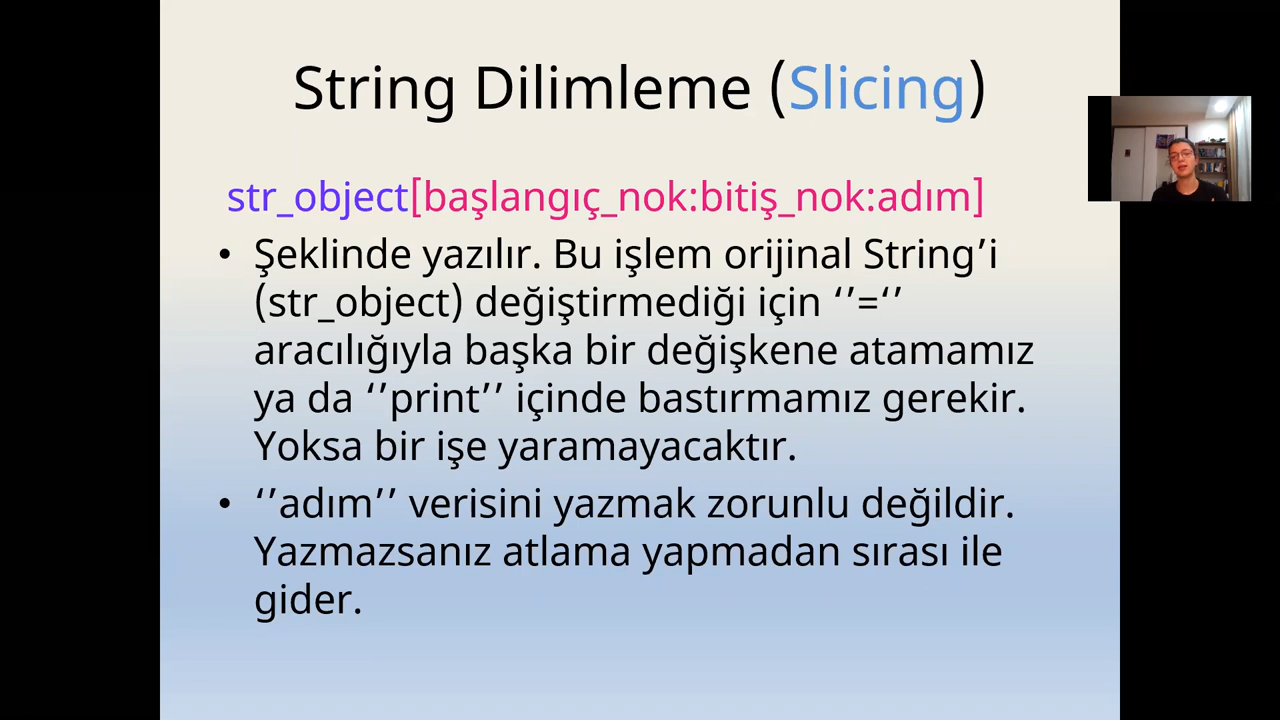 String Dilimleme (Slicing)
str_object[başlangıç_nok:bitiş_nok:adım]
• Şeklinde yazılır. Bu işlem orijinal String’i
(str_object) değiştirmediği için ‘’=‘’
aracılığıyla başka bir değişkene atamamız
ya da ‘’print’’ içinde bastırmamız gerekir.
Yoksa bir işe yaramayacaktır.
• ‘’adım’’ verisini yazmak zorunlu değildir.
Yazmazsanız atlama yapmadan sırası ile
gider.